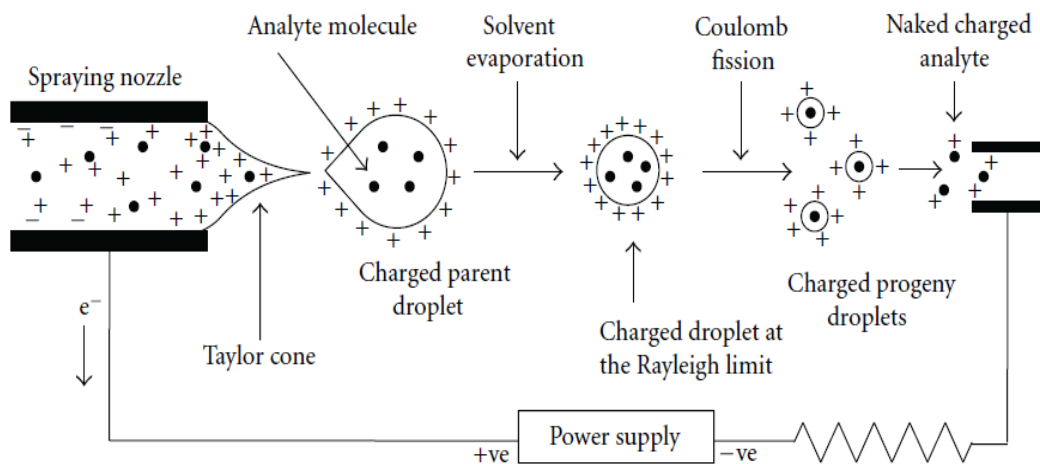 Analyte molecule
Solvent
evaporation
Coulomb
fission
Naked charged
analyte
Spraying nozzle
Charged parent
droplet
Charged progeny
droplets
e⁻
Taylor cone
Charged droplet at
the Rayleigh limit
+ve
Power supply
−ve